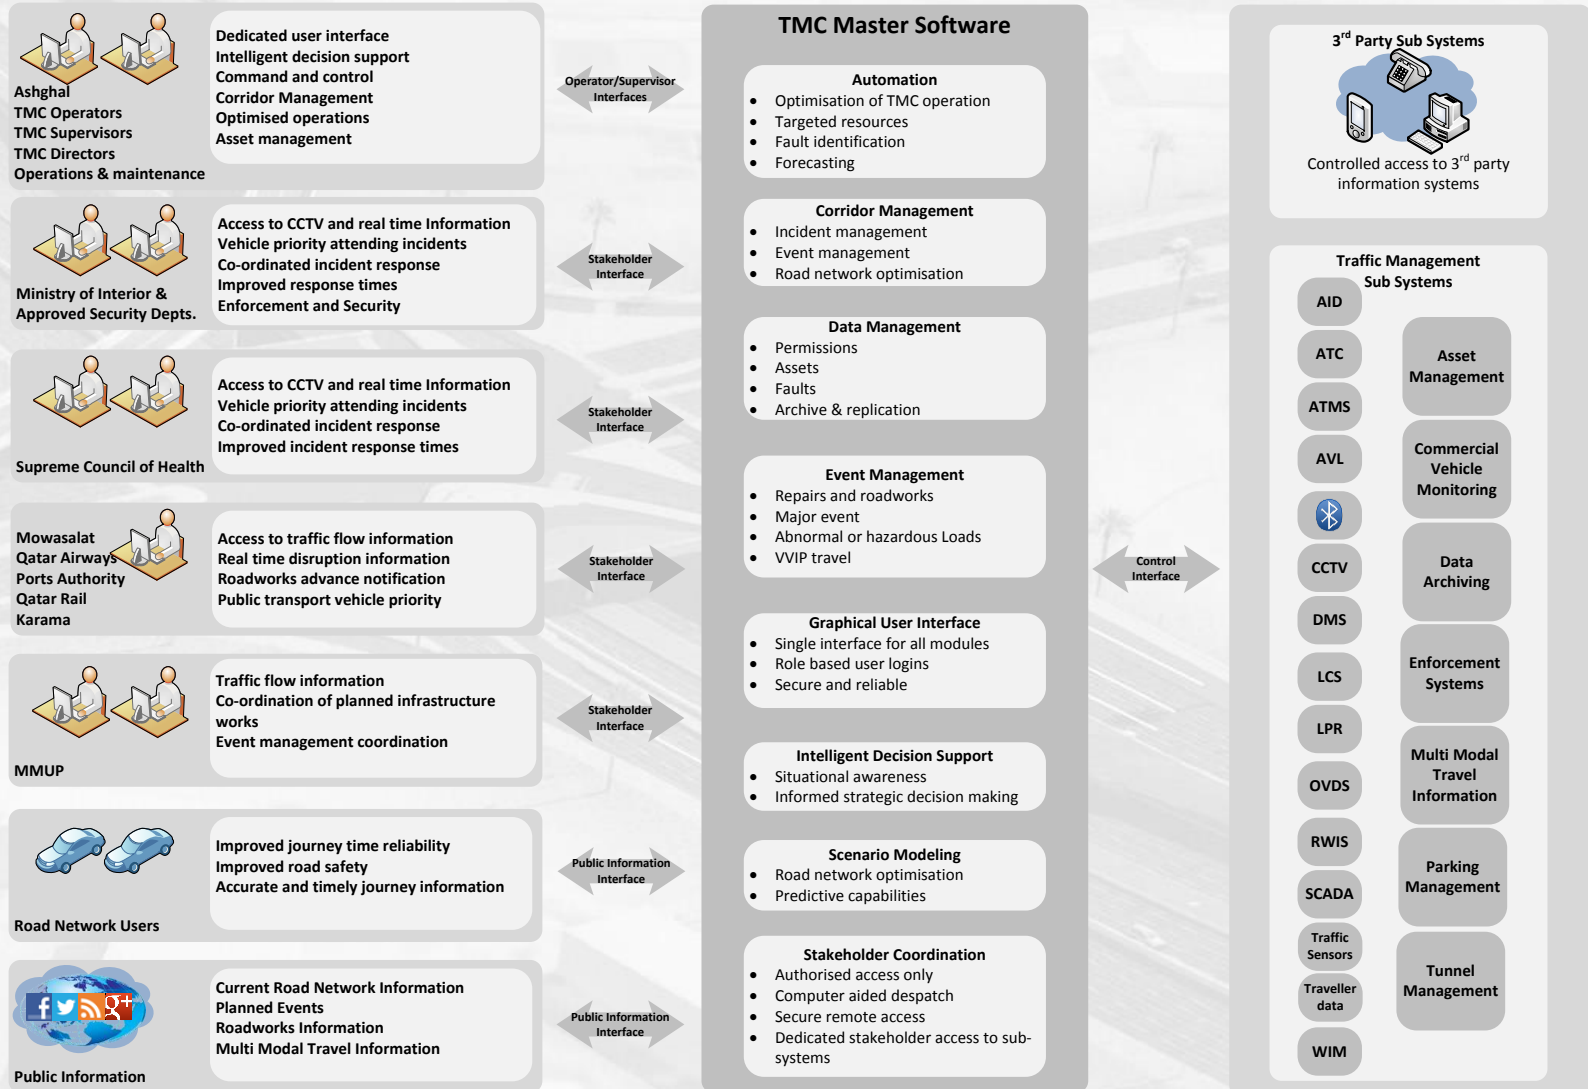 Ashghal
TMC Operators
TMC Supervisors
TMC Directors
Operations & maintenance
Dedicated user interface
Intelligent decision support
Command and control
Corridor Management
Optimised operations
Asset management
Operator/Supervisor
Interfaces
Ministry of Interior &
Approved Security Depts.
Access to CCTV and real time Information
Vehicle priority attending incidents
Co-ordinated incident response
Improved response times
Enforcement and Security
Stakeholder
Interface
Supreme Council of Health
Access to CCTV and real time Information
Vehicle priority attending incidents
Co-ordinated incident response
Improved incident response times
Stakeholder
Interface
Mowasalat
Qatar Airways
Ports Authority
Qatar Rail
Karama
Access to traffic flow information
Real time disruption information
Roadworks advance notification
Public transport vehicle priority
Stakeholder
Interface
MMUP
Traffic flow information
Co-ordination of planned infrastructure
works
Event management coordination
Stakeholder
Interface
Road Network Users
Improved journey time reliability
Improved road safety
Accurate and timely journey information
Public Information
Interface
f g+
Public Information
Current Road Network Information
Planned Events
Roadworks Information
Multi Modal Travel Information
Public Information
Interface
TMC Master Software
Automation
• Optimisation of TMC operation
• Targeted resources
• Fault identification
• Forecasting
Corridor Management
• Incident management
• Event management
• Road network optimisation
Data Management
• Permissions
• Assets
• Faults
• Archive & replication
Event Management
• Repairs and roadworks
• Major event
• Abnormal or hazardous Loads
• VVIP travel
Graphical User Interface
• Single interface for all modules
• Role based user logins
• Secure and reliable
Intelligent Decision Support
• Situational awareness
• Informed strategic decision making
Scenario Modeling
• Road network optimisation
• Predictive capabilities
Stakeholder Coordination
• Authorised access only
• Computer aided despatch
• Secure remote access
• Dedicated stakeholder access to sub-
systems
Control
Interface
3rd Party Sub Systems
Controlled access to 3rd party
information systems
Traffic Management
Sub Systems
AID
ATC
ATMS
AVL
CCTV
DMS
LCS
LPR
OVDS
RWIS
SCADA
Traffic
Sensors
Traveller
data
WIM
Asset
Management
Commercial
Vehicle
Monitoring
Data
Archiving
Enforcement
Systems
Multi Modal
Travel
Information
Parking
Management
Tunnel
Management